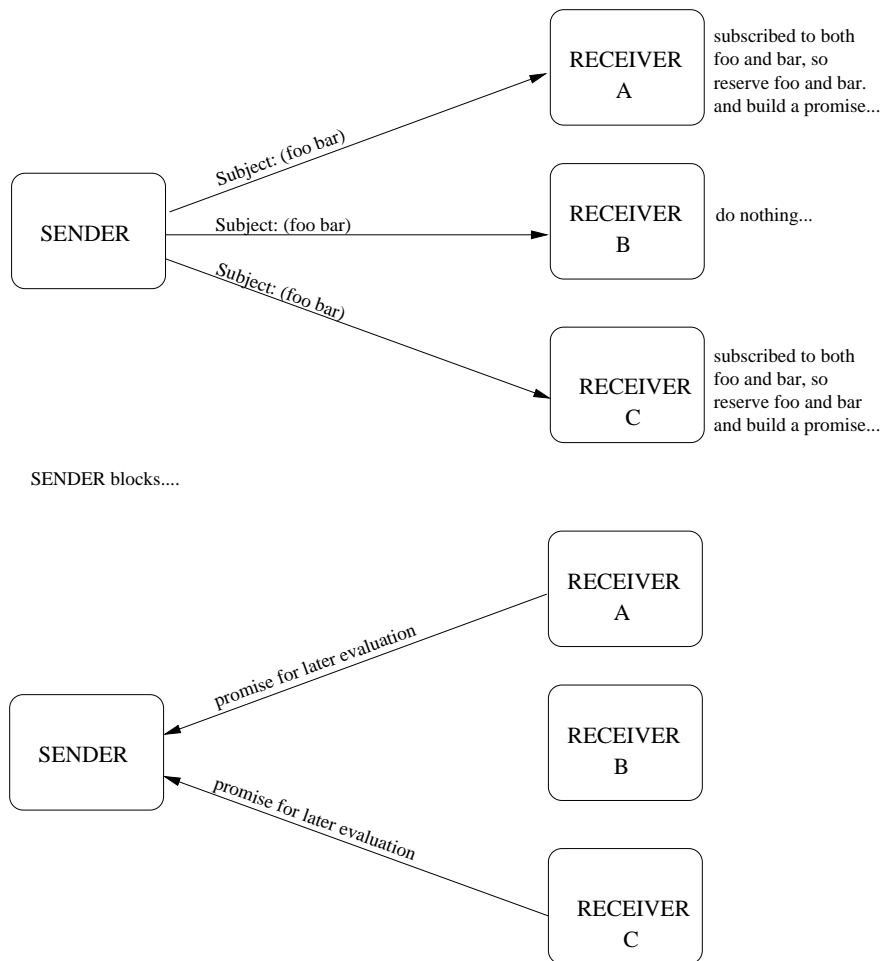 RECEIVER
A
subscribed to both
foo and bar, so
reserve foo and bar.
and build a promise...
Subject: (foo bar)
SENDER
Subject: (foo bar)
RECEIVER
B
do nothing...
Subject: (foo bar)
RECEIVER
C
subscribed to both
foo and bar, so
reserve foo and bar
and build a promise...
SENDER blocks....
RECEIVER
A
promise for later evaluation
SENDER
RECEIVER
B
promise for later evaluation
RECEIVER
C